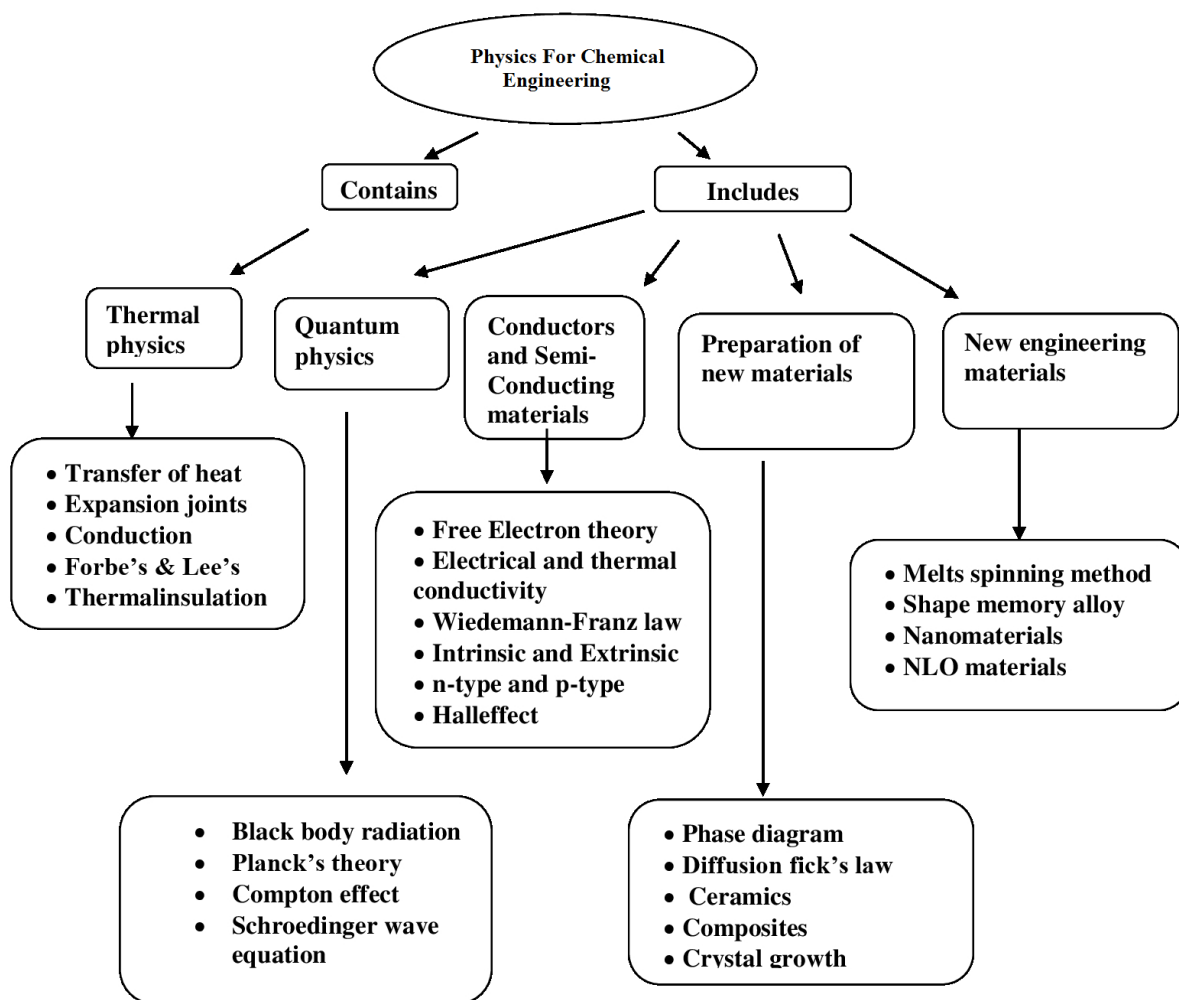 Physics For Chemical
Engineering
Contains
Includes
Thermal
physics
Quantum
physics
Conductors
and Semi-
Conducting
materials
Preparation of
new materials
New engineering
materials
• Transfer of heat
• Expansion joints
• Conduction
• Forbe's & Lee's
• Thermalinsulation
• Free Electron theory
• Electrical and thermal
conductivity
• Wiedemann-Franz law
• Intrinsic and Extrinsic
• n-type and p-type
• Halleffect
• Melts spinning method
• Shape memory alloy
• Nanomaterials
• NLO materials
• Black body radiation
• Planck's theory
• Compton effect
• Schroedinger wave
equation
• Phase diagram
• Diffusion fick's law
• Ceramics
• Composites
• Crystal growth